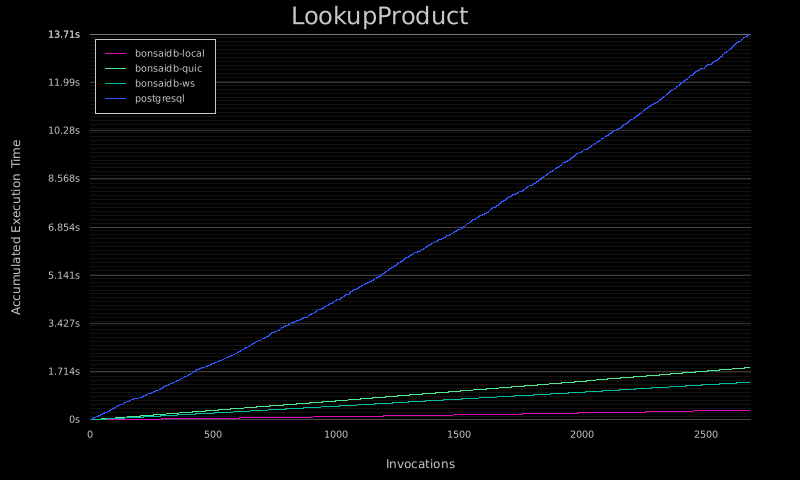 LookupProduct
13.71s
11.99s
10.28s
8.568s
6.854s
5.141s
3.427s
1.714s
0s
bonsaidb-local
bonsaidb-quic
bonsaidb-ws
postgresql
Accumulated Execution Time
0 500 1000 1500 2000 2500
Invocations